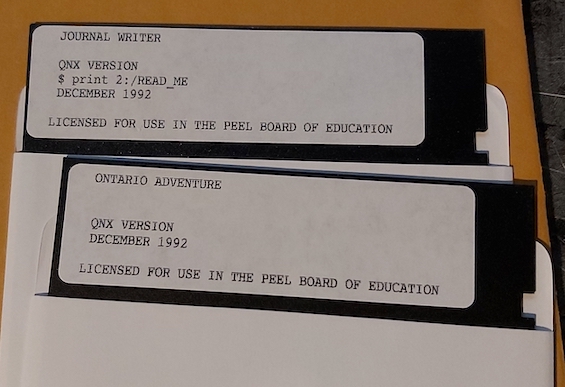 JOURNAL WRITER
QNX VERSION
$ print 2:/READ_ME
DECEMBER 1992
LICENSED FOR USE IN THE PEEL BOARD OF EDUCATION
ONTARIO ADVENTURE
QNX VERSION
DECEMBER 1992
LICENSED FOR USE IN THE PEEL BOARD OF EDUCATION